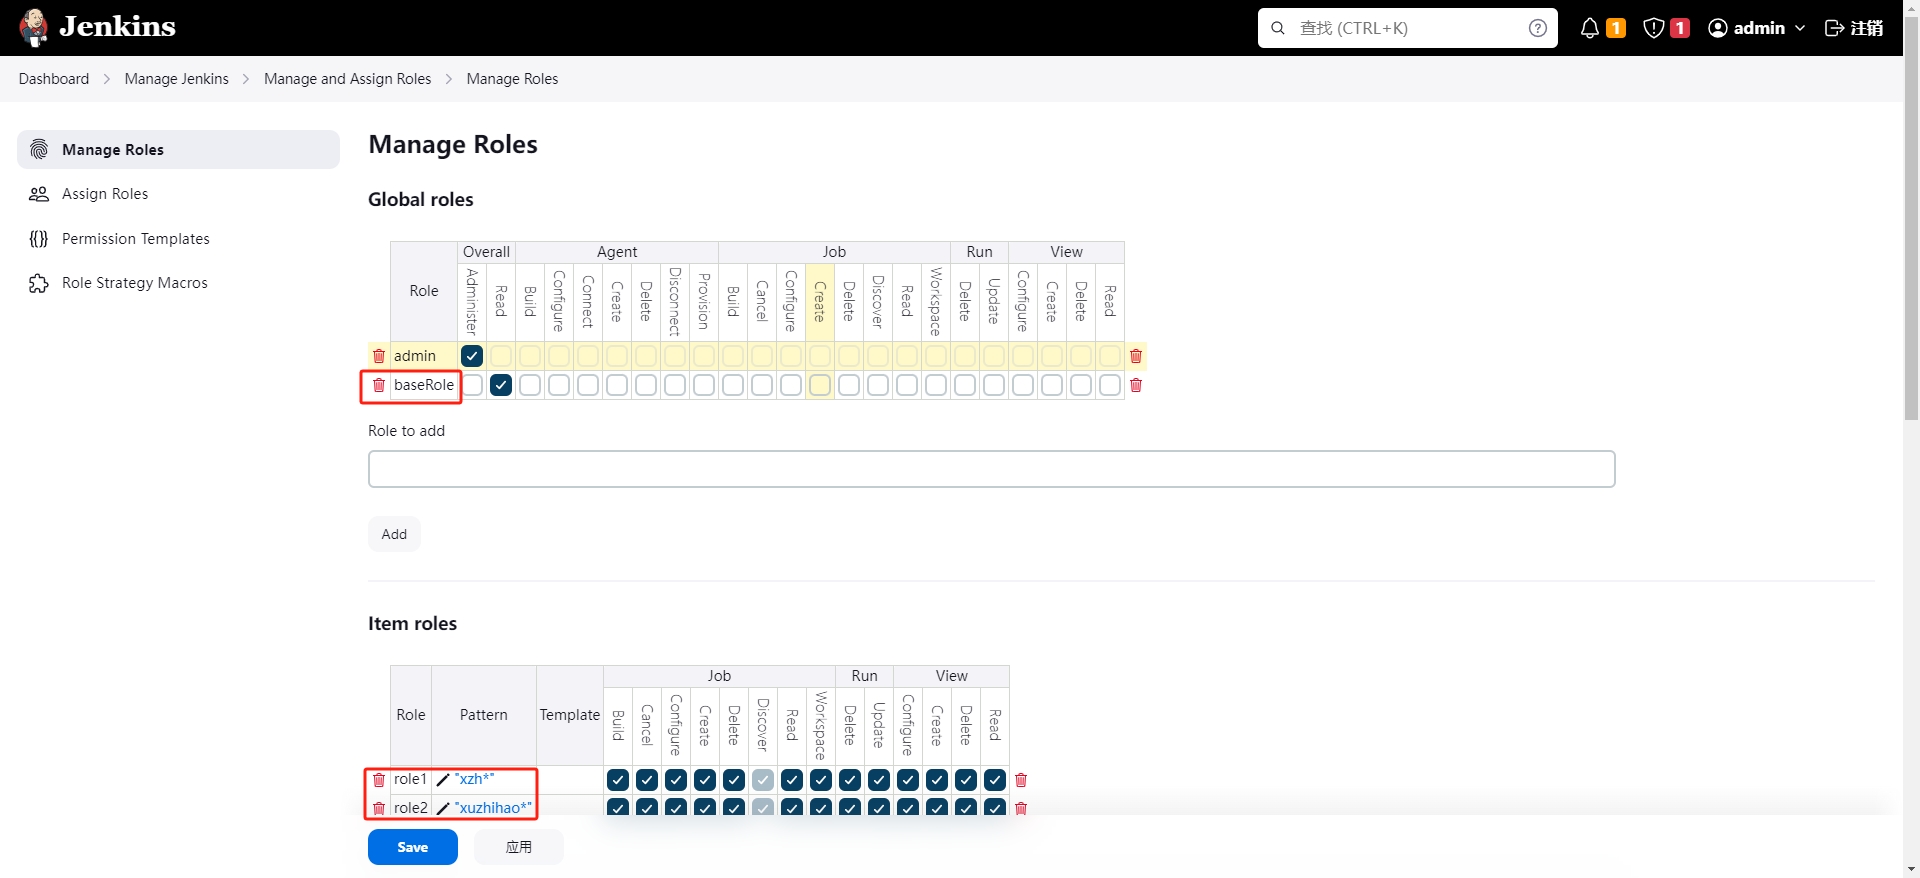 Jenkins
查找 (CTRL+K)
1
1
admin
注销
Dashboard
Manage Jenkins
Manage and Assign Roles
Manage Roles
Manage Roles
Assign Roles
Permission Templates
Role Strategy Macros
Manage Roles
Global roles
Role
Overall
Agent
Job
Run
View
Administer
Read
Build
Configure
Connect
Create
Delete
Disconnect
Provision
Build
Cancel
Configure
Create
Delete
Discover
Read
Workspace
Delete
Update
Configure
Create
Delete
Read
admin
baseRole
Role to add
Add
Item roles
Role
Pattern
Template
Job
Run
View
Build
Cancel
Configure
Create
Delete
Discover
Read
Workspace
Delete
Update
Configure
Create
Delete
Read
role1 "xzh*"
role2 "xuzhihao*"
Save
应用